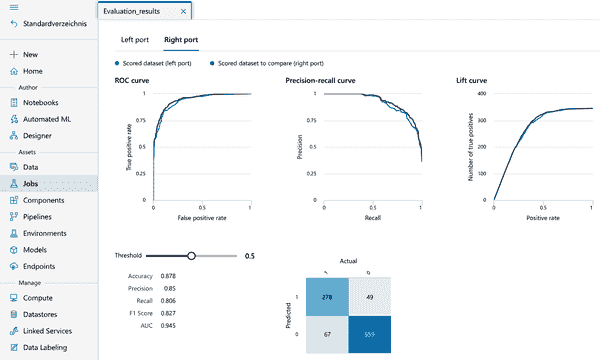 Evaluation_results
Standardverzeichnis
New
Home
Author
Notebooks
Automated ML
Designer
Assets
Data
Jobs
Components
Pipelines
Environments
Models
Endpoints
Manage
Compute
Datastores
Linked Services
Data Labeling
Left port
Right port
Scored dataset (left port)
Scored dataset to compare (right port)
ROC curve
True positive rate
1
0.75
0.5
0.25
0
0
0.5
1
False positive rate
Precision-recall curve
Precision
1
0.75
0.5
0.25
0
0
0.5
1
Recall
Lift curve
Number of true positives
400
300
200
100
0
0
0.5
1
Positive rate
Threshold
0.5
Accuracy 0.878
Precision 0.85
Recall 0.806
F1 Score 0.827
AUC 0.945
Actual
1
0
Predicted
1
278
49
0
67
559